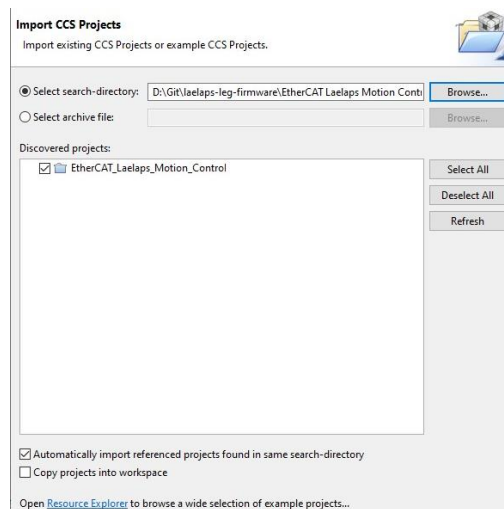 Import CCS Projects
Import existing CCS Projects or example CCS Projects.
Select search-directory: D:\Git\laelaps-leg-firmware\EtherCAT Laelaps Motion Conti Browse...
Select archive file: Browse...
Discovered projects:
EtherCAT_Laelaps_Motion_Control
Select All
Deselect All
Refresh
Automatically import referenced projects found in same search-directory
Copy projects into workspace
Open Resource Explorer to browse a wide selection of example projects...